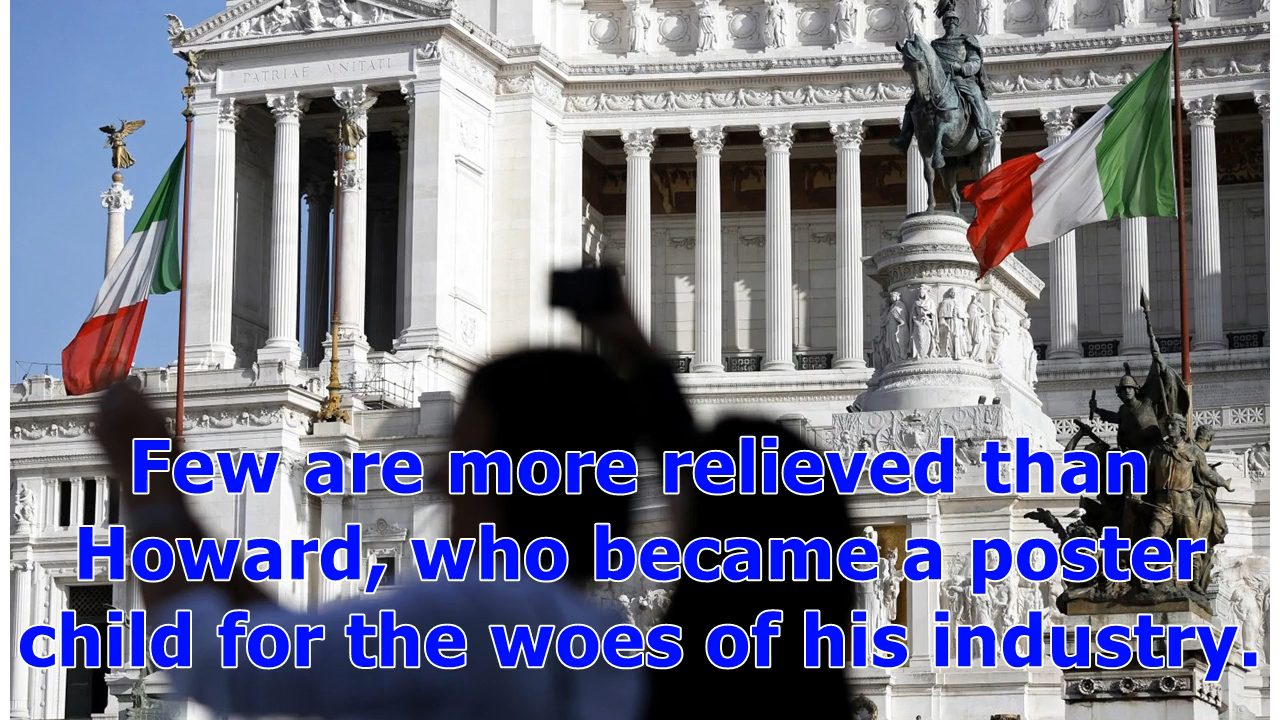 PATRIAE VNITATI
Few are more relieved than
Howard, who became a poster
child for the woes of his industry.